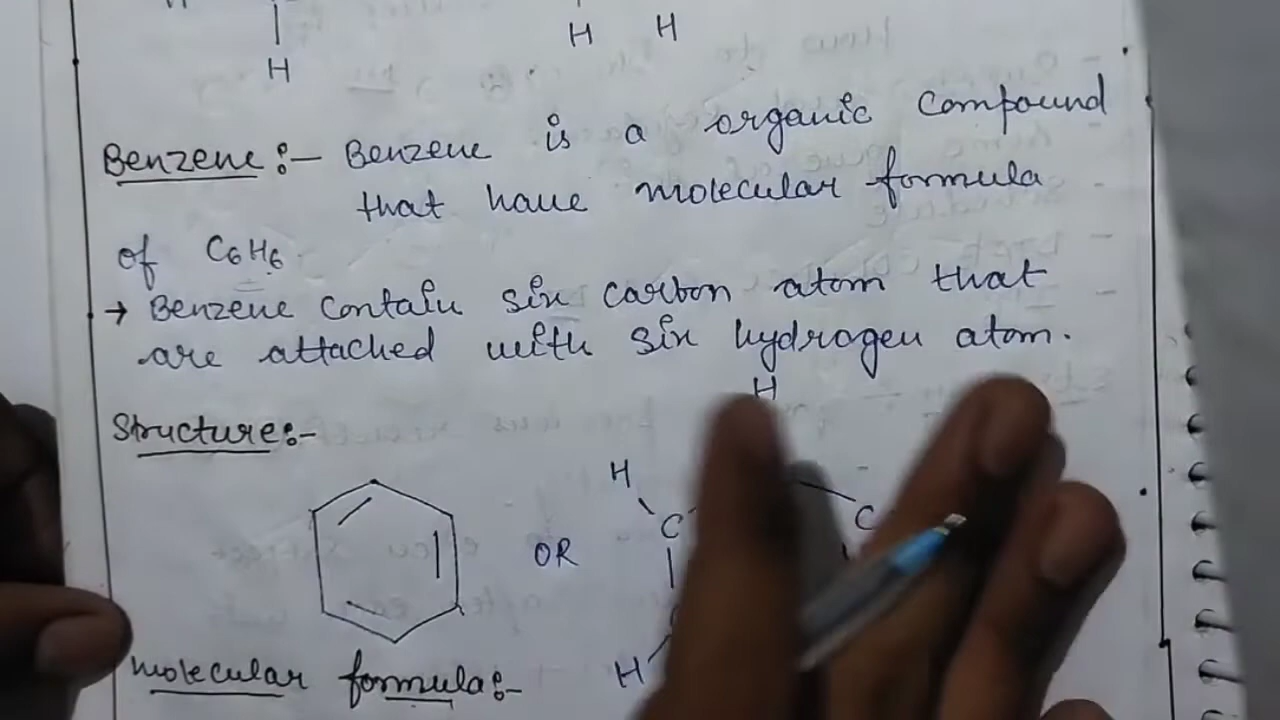 H
H H
H
Benzene :- Benzene is a organic compound
that have molecular formula
of C6H6
→ Benzene contain six carbon atom that
are attached with six hydrogen atom.
H
Structure:-
H
C
C
OR
H
molecular formula:-